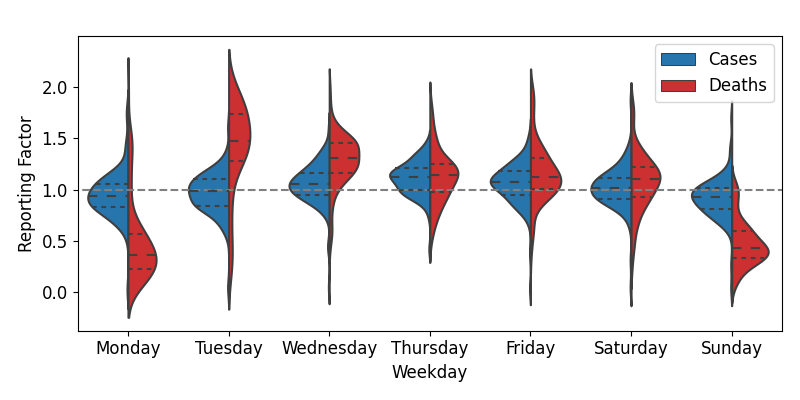 Cases
Deaths
Reporting Factor
2.0
1.5
1.0
0.5
0.0
Monday Tuesday Wednesday Thursday Friday Saturday Sunday
Weekday